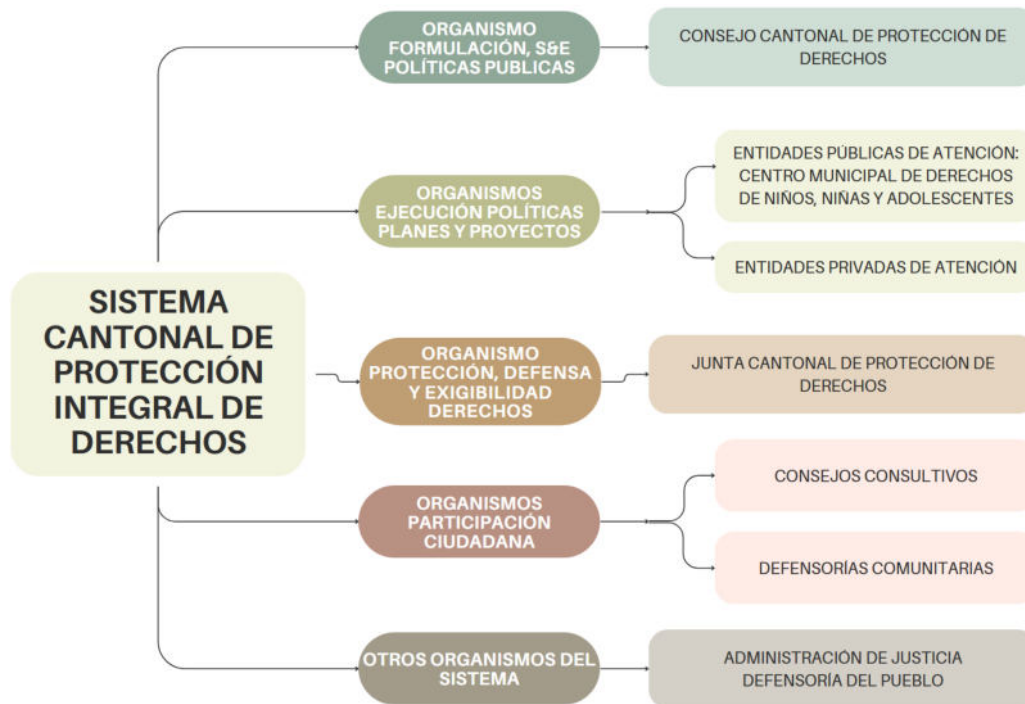 ORGANISMO
FORMULACIÓN, S&E
POLÍTICAS PUBLICAS
CONSEJO CANTONAL DE PROTECCIÓN DE
DERECHOS
ORGANISMOS
EJECUCIÓN POLÍTICAS
PLANES Y PROYECTOS
ENTIDADES PÚBLICAS DE ATENCIÓN:
CENTRO MUNICIPAL DE DERECHOS
DE NIÑOS, NIÑAS Y ADOLESCENTES
ENTIDADES PRIVADAS DE ATENCIÓN
SISTEMA
CANTONAL DE
PROTECCIÓN
INTEGRAL DE
DERECHOS
ORGANISMO
PROTECCIÓN, DEFENSA
Y EXIGIBILIDAD
DERECHOS
JUNTA CANTONAL DE PROTECCIÓN DE
DERECHOS
ORGANISMOS
PARTICIPACIÓN
CIUDADANA
CONSEJOS CONSULTIVOS
DEFENSORÍAS COMUNITARIAS
OTROS ORGANISMOS DEL
SISTEMA
ADMINISTRACIÓN DE JUSTICIA
DEFENSORÍA DEL PUEBLO